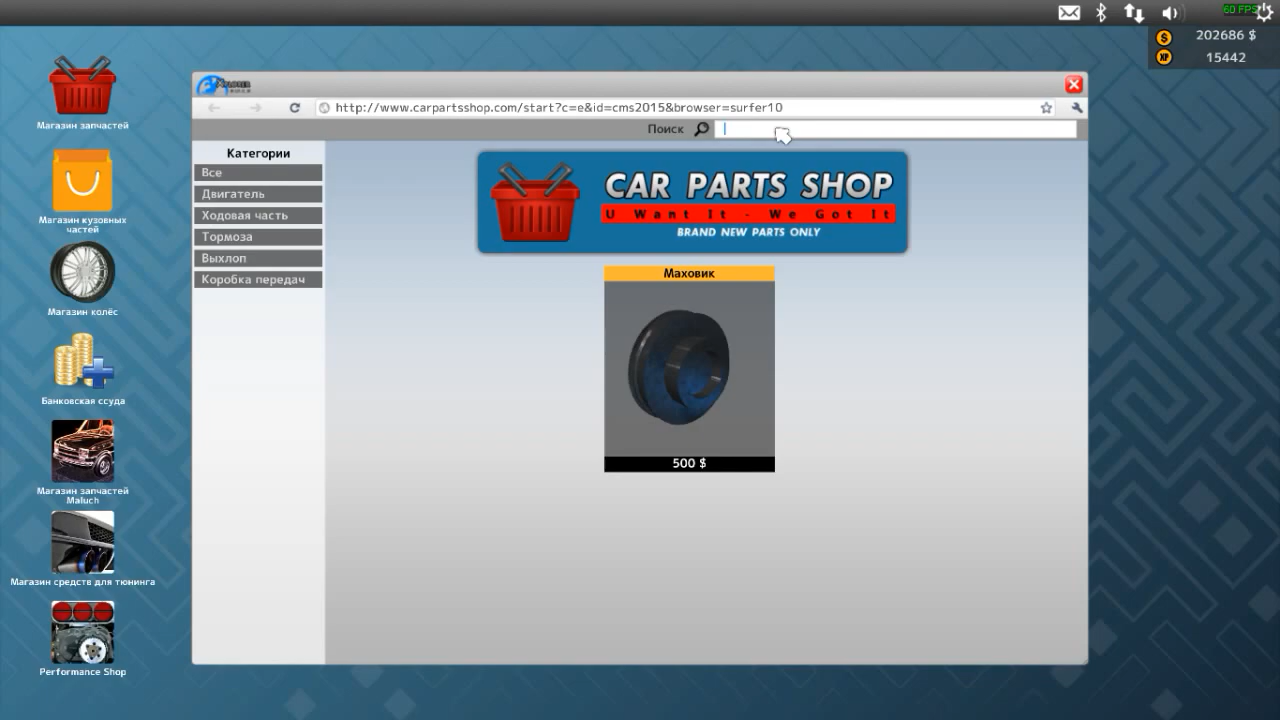 60 FPS
202686 $
15442
Магазин запчастей
Магазин кузовных
частей
Магазин колёс
Банковская ссуда
Магазин запчастей
Maluch
Магазин средств для тюнинга
Performance Shop
http://www.carpartsshop.com/start?c=e&id=cms2015&browser=surfer10
Поиск
Категории
Все
Двигатель
Ходовая часть
Тормоза
Выхлоп
Коробка передач
CAR PARTS SHOP
U Want It - We Got It
BRAND NEW PARTS ONLY
Маховик
500 $